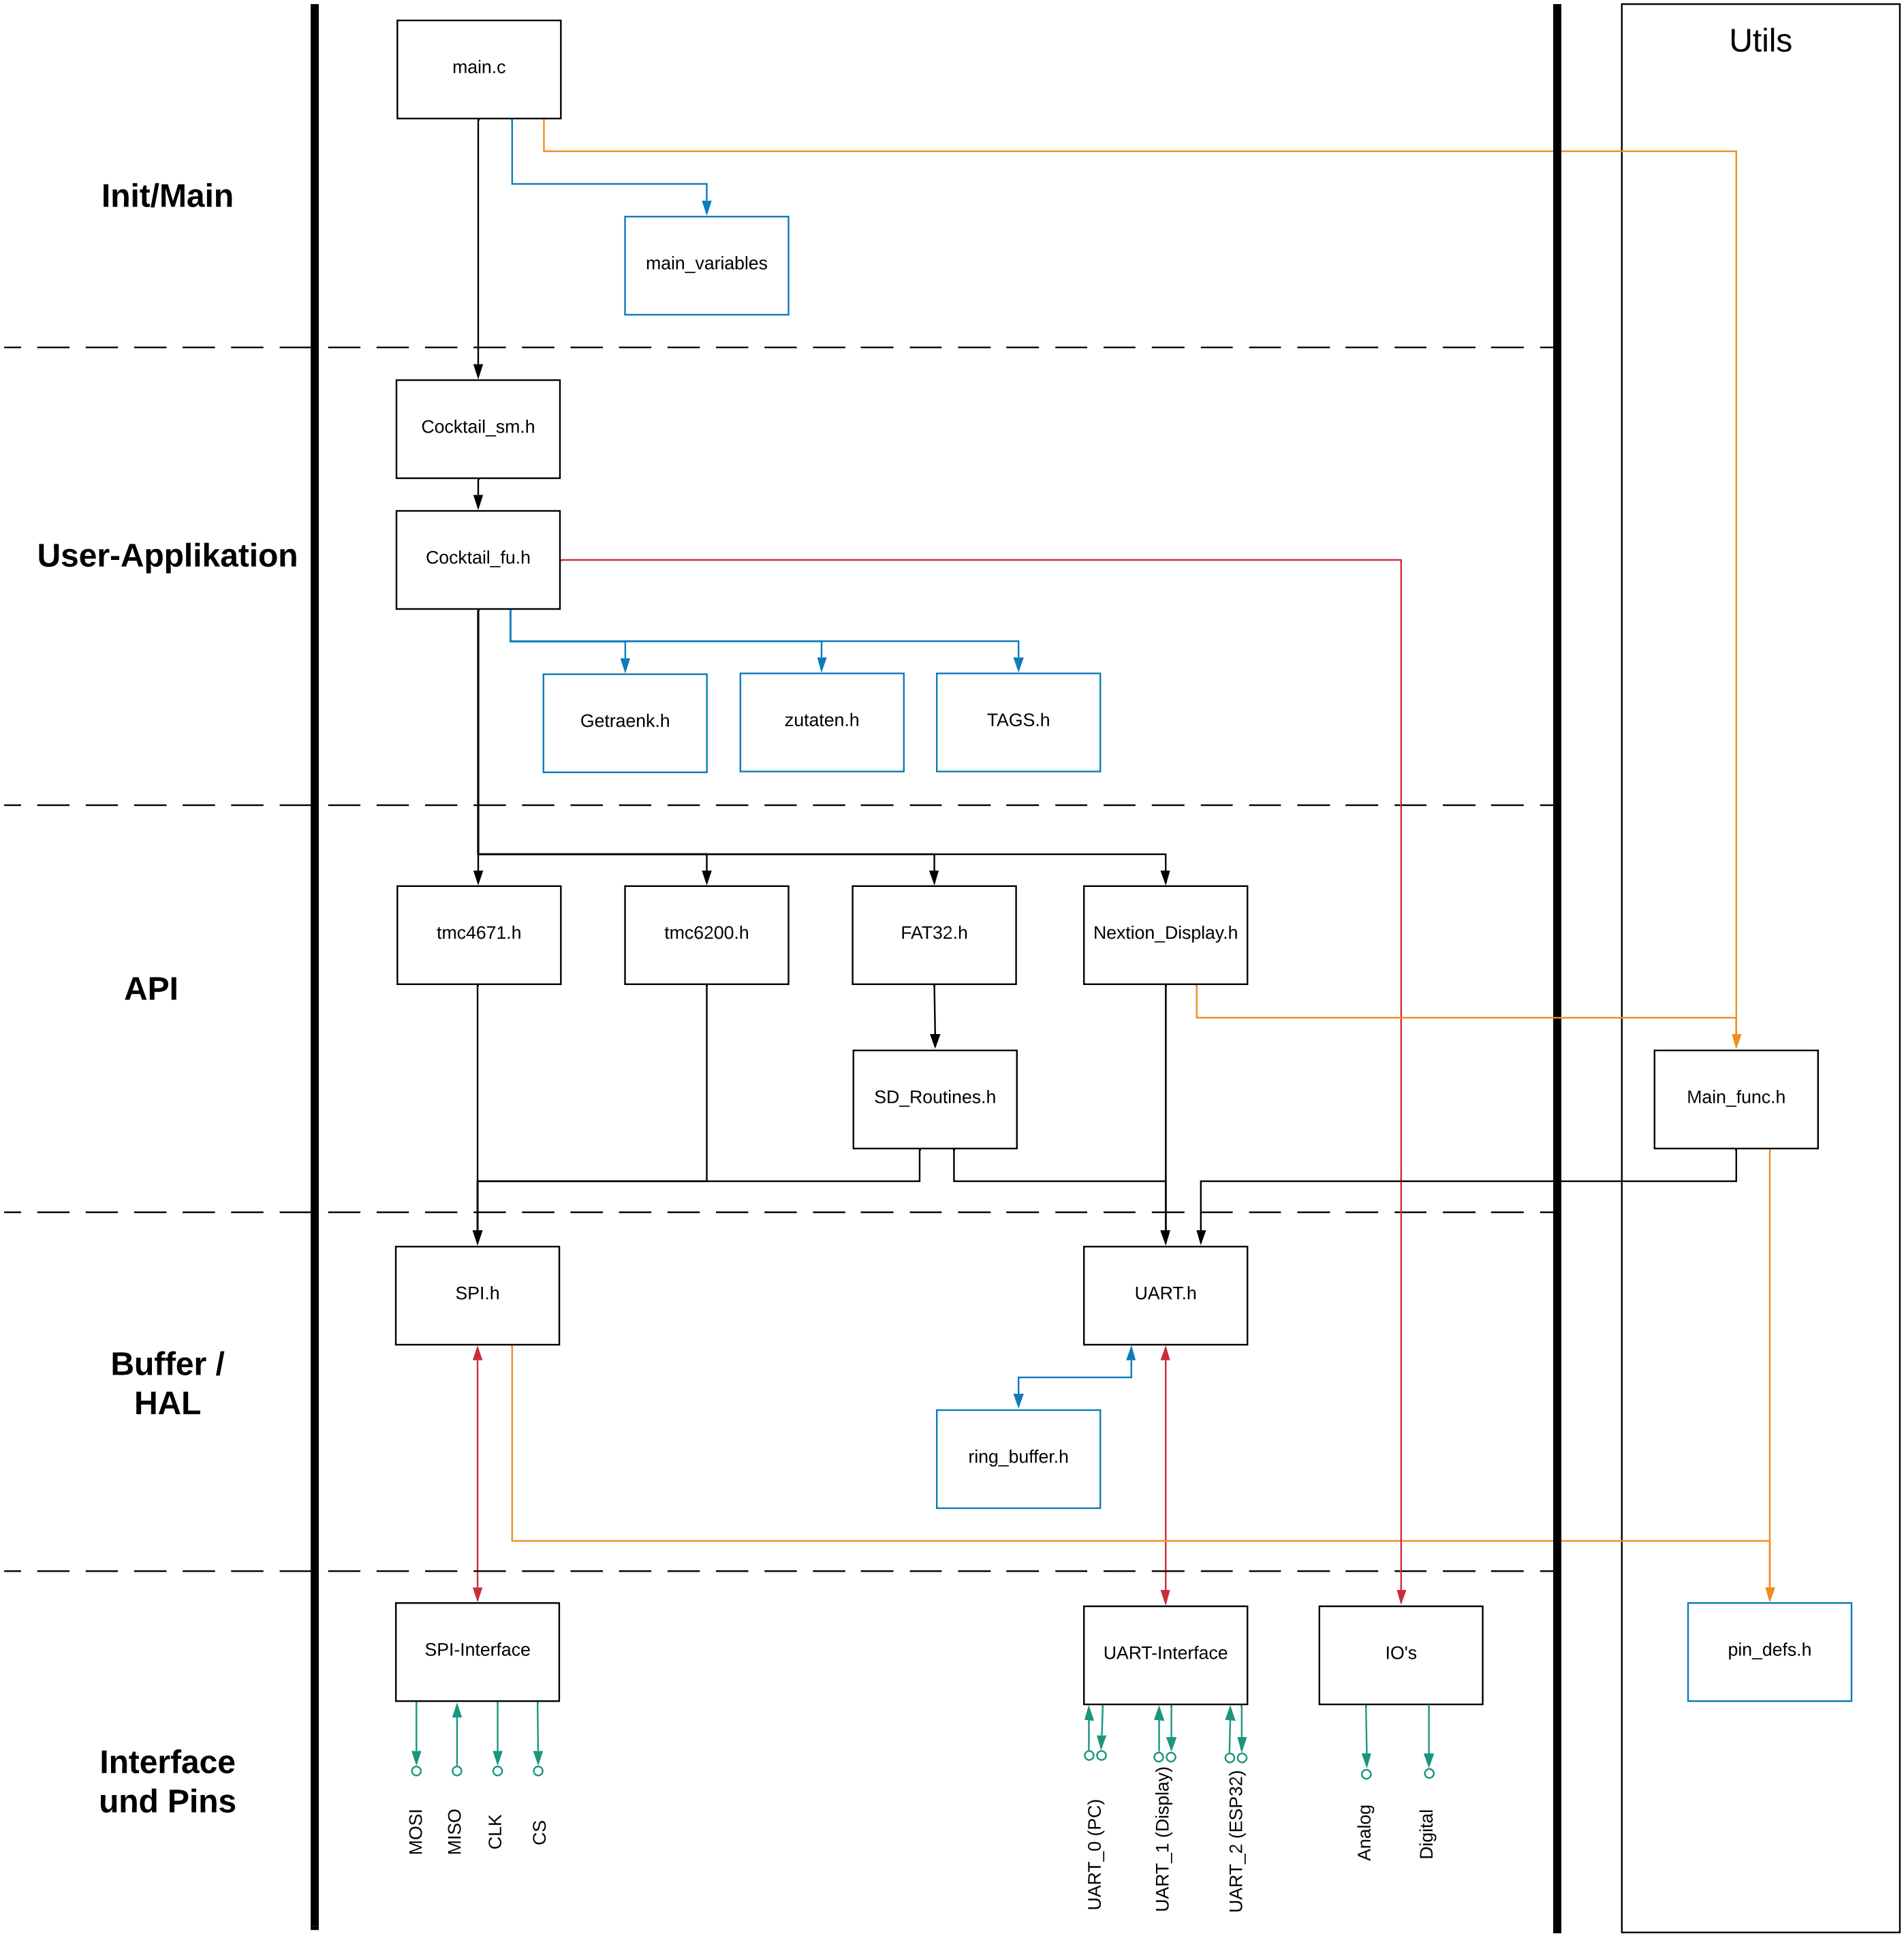 Utils
main.c
Init/Main
main_variables
Cocktail_sm.h
User-Applikation
Cocktail_fu.h
Getraenk.h
zutaten.h
TAGS.h
tmc4671.h
tmc6200.h
FAT32.h
Nextion_Display.h
API
SD_Routines.h
Main_func.h
SPI.h
UART.h
Buffer /
HAL
ring_buffer.h
SPI-Interface
UART-Interface
IO's
pin_defs.h
Interface
und Pins
MOSI
MISO
CLK
CS
UART_0 (PC)
UART_1 (Display)
UART_2 (ESP32)
Analog
Digital